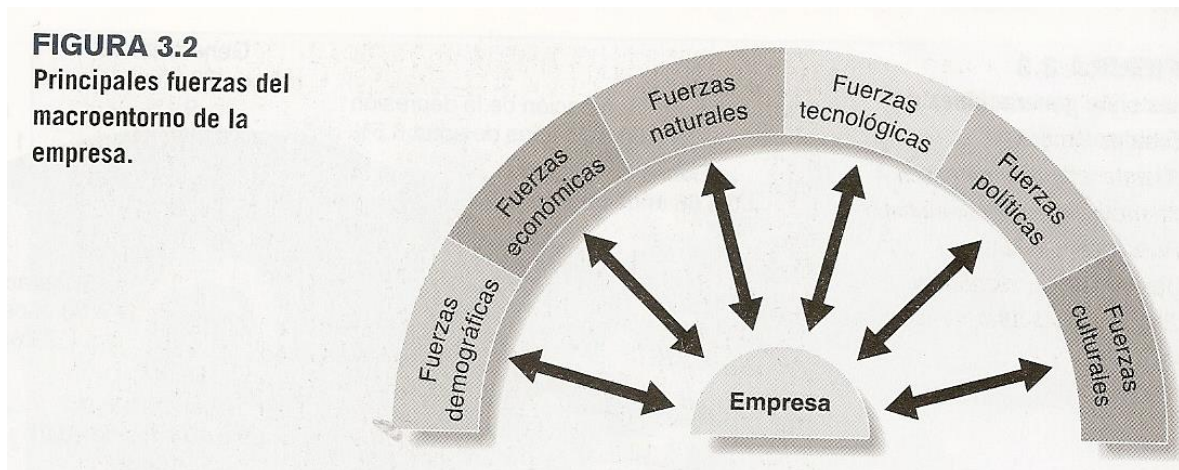 FIGURA 3.2
Principales fuerzas del
macroentorno de la
empresa.
Fuerzas
demográficas
Fuerzas
económicas
Fuerzas
naturales
Fuerzas
tecnológicas
Fuerzas
políticas
Fuerzas
culturales
Empresa